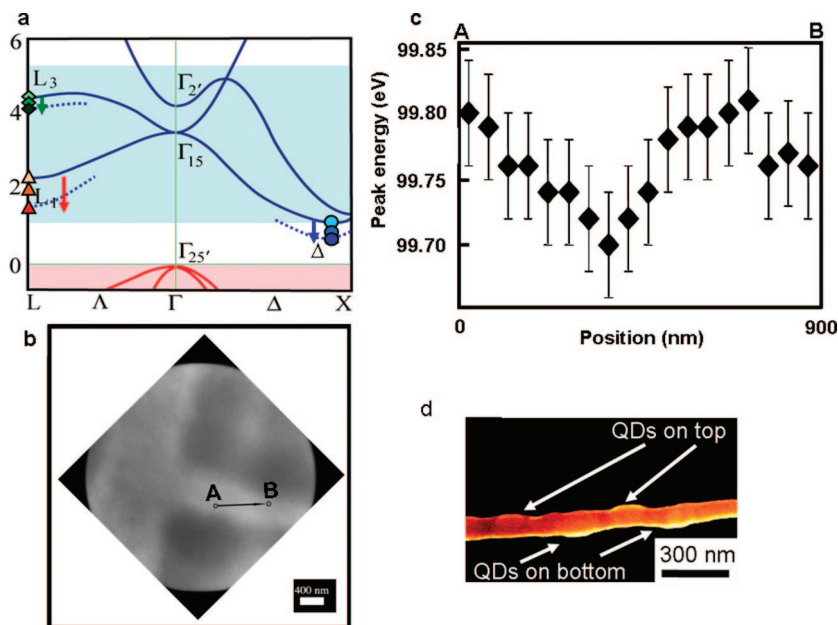 a
6
4
2
0
L₃
L₁
Γ₂′
Γ₁₅
Γ₂₅′
Δ
L Λ Γ Δ X
b
A B
400 nm
c
A B
Peak energy (eV)
99.85
99.80
99.75
99.70
0 900
Position (nm)
d
QDs on top
QDs on bottom
300 nm